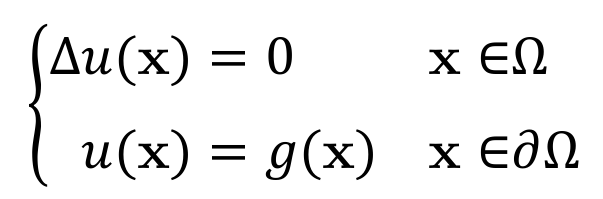 Δu(𝐱) = 0 𝐱 ∈Ω
u(𝐱) = g(𝐱) 𝐱 ∈∂Ω